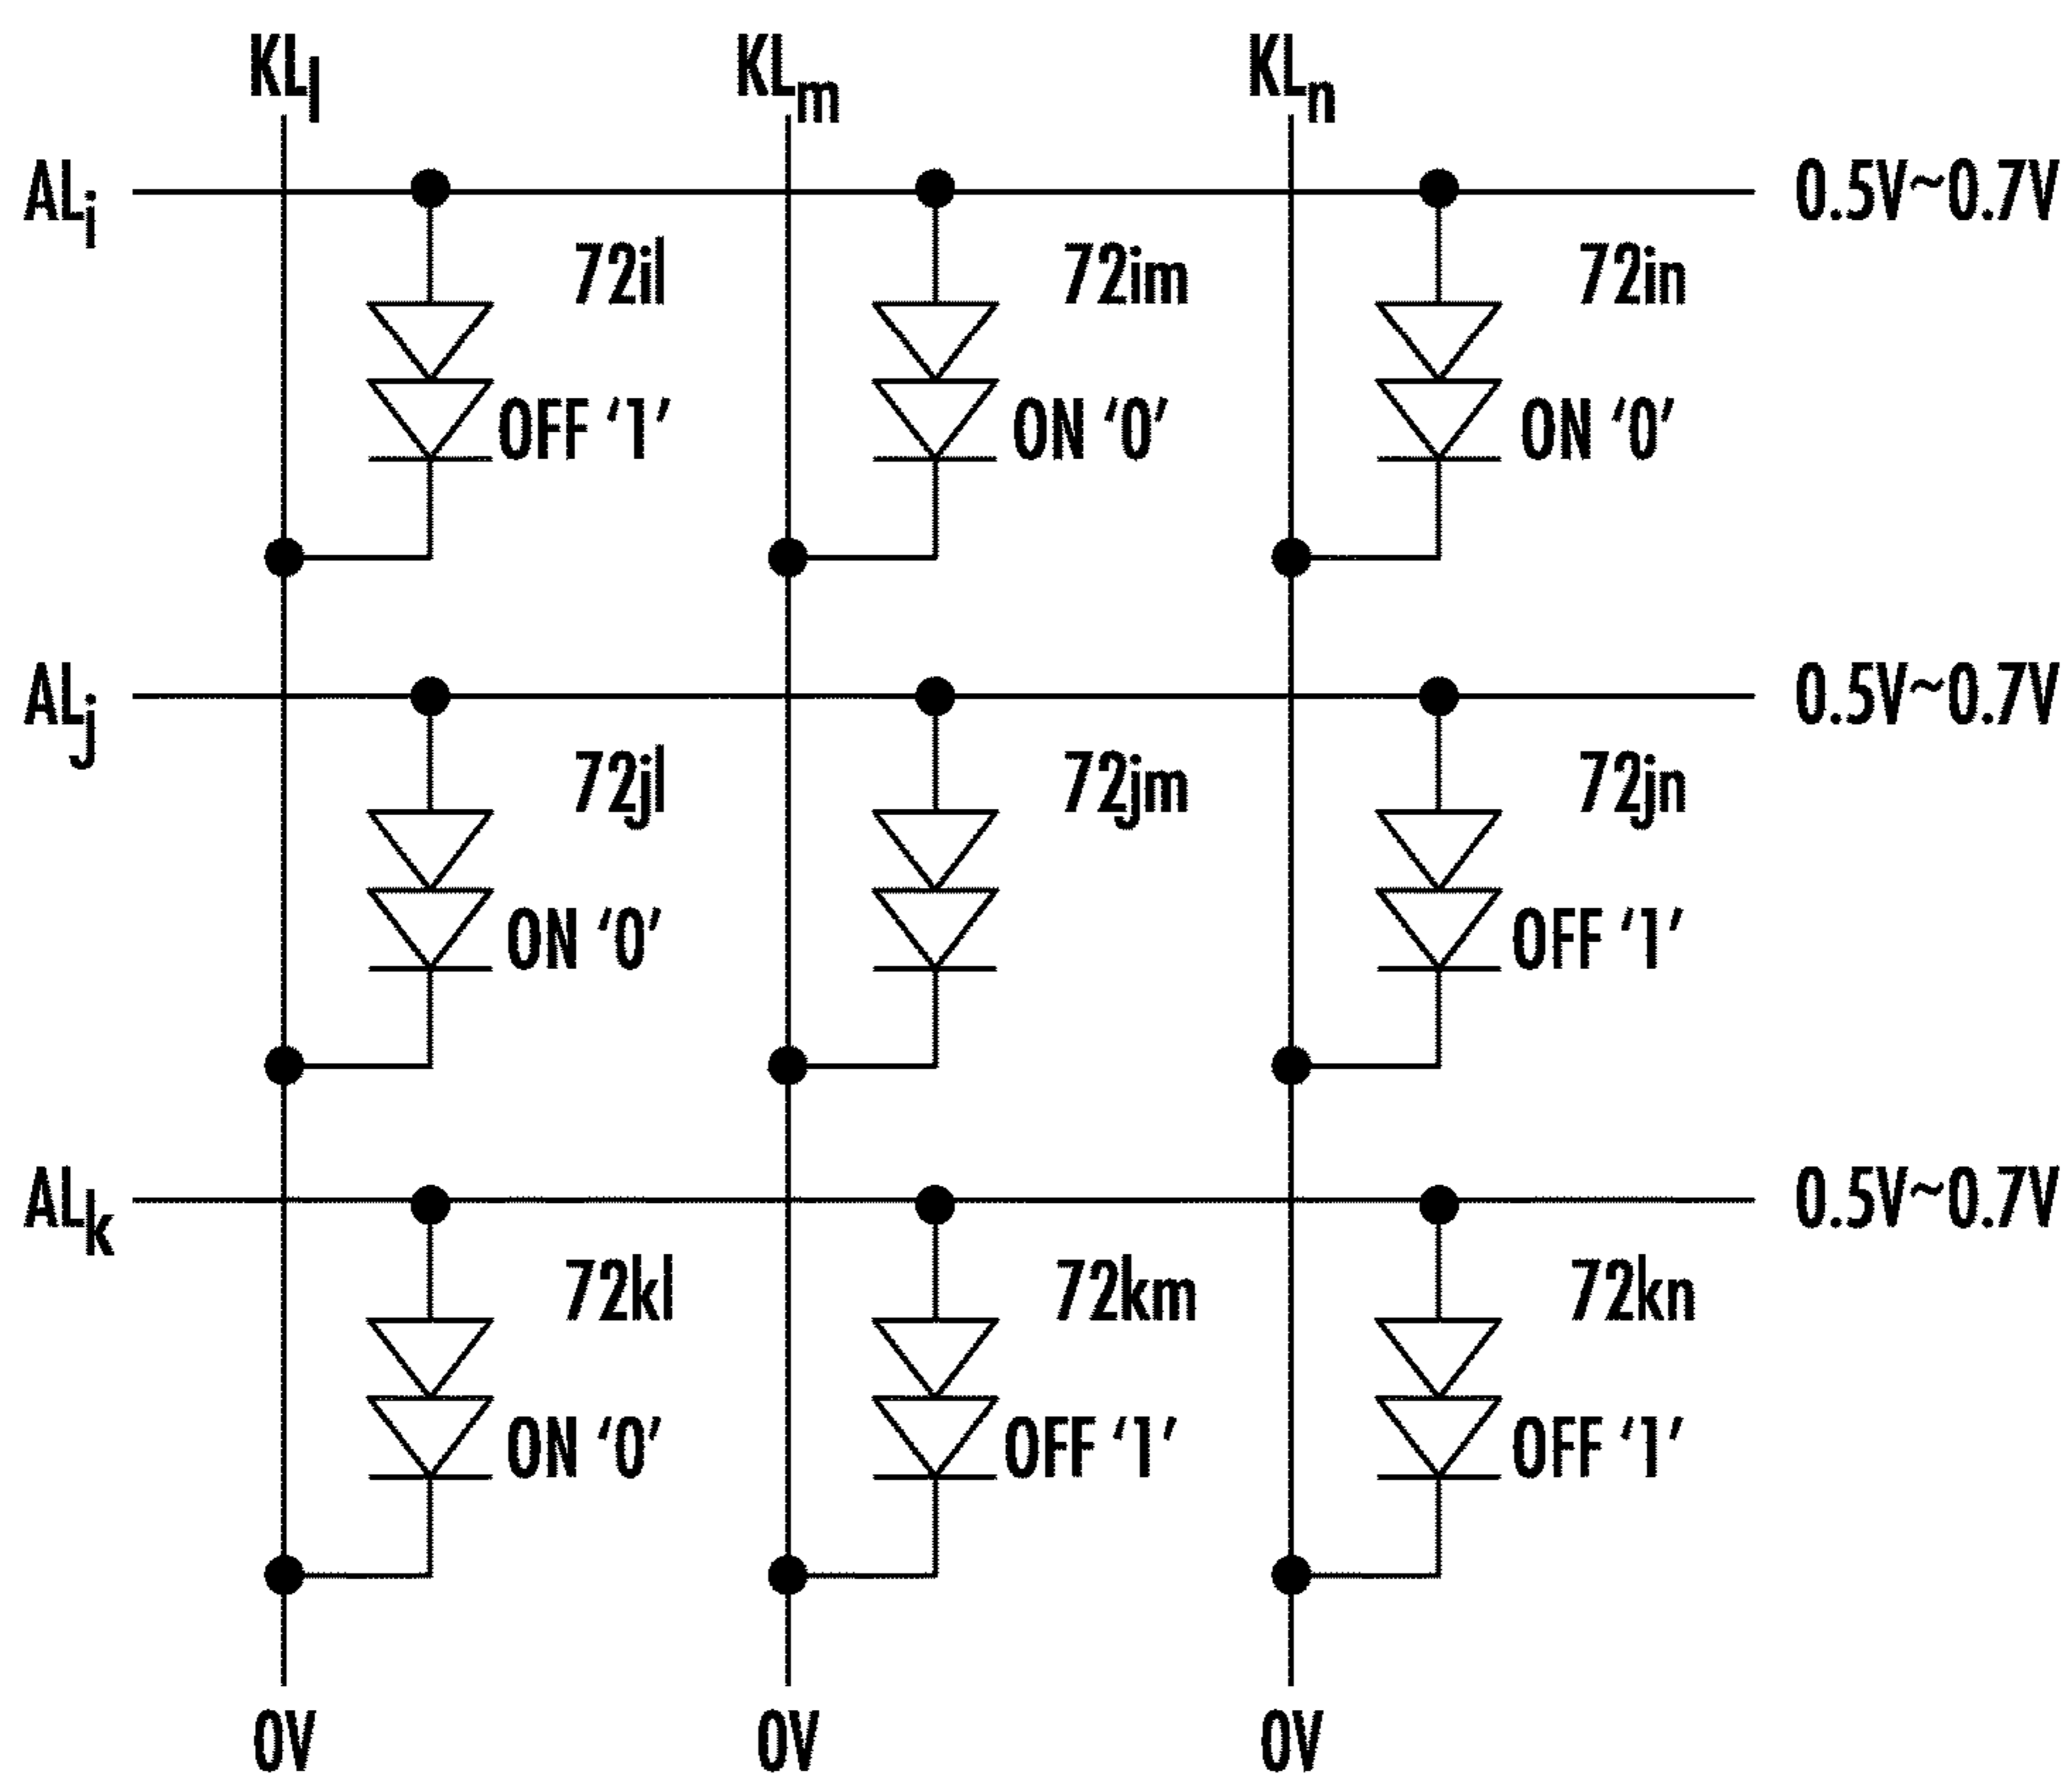 KLl KLm KLn
ALi 0.5V~0.7V
72il 72im 72in
OFF ‘1’ ON ‘0’ ON ‘0’
ALj 0.5V~0.7V
72jl 72jm 72jn
ON ‘0’ OFF ‘1’
ALk 0.5V~0.7V
72kl 72km 72kn
ON ‘0’ OFF ‘1’ OFF ‘1’
0V 0V 0V